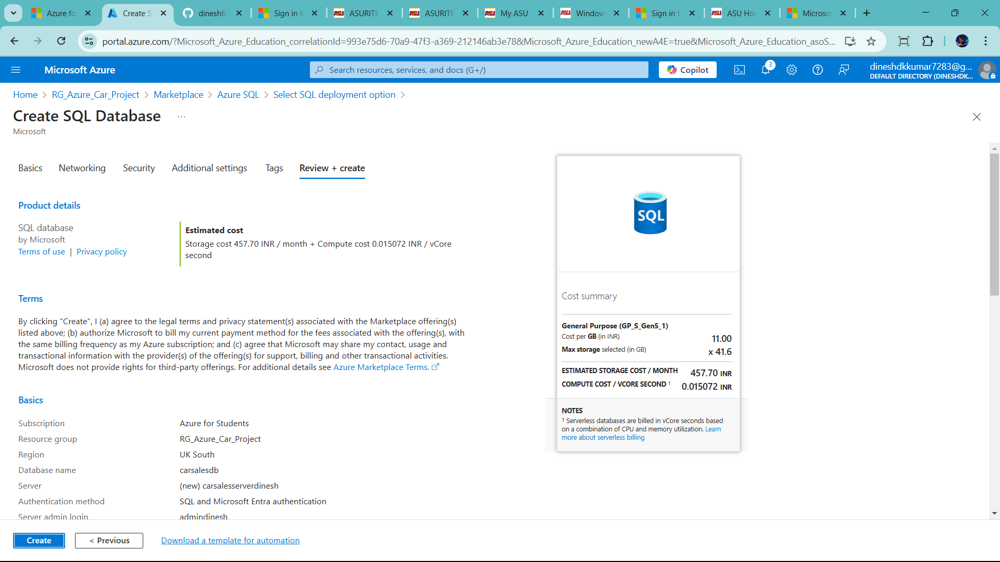 Azure fo
Create S
dinesh63
Sign in to
ASURITE
ASURITE
My ASU
Window
Sign in to
ASU Hor
Microsof
portal.azure.com/?Microsoft_Azure_Education_correlationId=993e75d6-70a9-47f3-a369-212146ab3e78&Microsoft_Azure_Education_newA4E=true&Microsoft_Azure_Education_asoS...
Microsoft Azure
Search resources, services, and docs (G+/)
Copilot
3
dineshdkkumar7283@g...
DEFAULT DIRECTORY (DINESHDK...
Home > RG_Azure_Car_Project > Marketplace > Azure SQL > Select SQL deployment option >
Create SQL Database ...
Microsoft
Basics Networking Security Additional settings Tags Review + create
Product details
SQL database
by Microsoft
Terms of use | Privacy policy
Estimated cost
Storage cost 457.70 INR / month + Compute cost 0.015072 INR / vCore
second
Terms
By clicking "Create", I (a) agree to the legal terms and privacy statement(s) associated with the Marketplace offering(s)
listed above; (b) authorize Microsoft to bill my current payment method for the fees associated with the offering(s), with
the same billing frequency as my Azure subscription; and (c) agree that Microsoft may share my contact, usage and
transactional information with the provider(s) of the offering(s) for support, billing and other transactional activities.
Microsoft does not provide rights for third-party offerings. For additional details see Azure Marketplace Terms.
Basics
Subscription Azure for Students
Resource group RG_Azure_Car_Project
Region UK South
Database name carsalesdb
Server (new) carsalesserverdinesh
Authentication method SQL and Microsoft Entra authentication
Server admin login admindinesh
SQL
Cost summary
General Purpose (GP_S_Gen5_1)
Cost per GB (in INR) 11.00
Max storage selected (in GB) x 41.6
ESTIMATED STORAGE COST / MONTH 457.70 INR
COMPUTE COST / VCORE SECOND ¹ 0.015072 INR
NOTES
¹ Serverless databases are billed in vCore seconds based
on a combination of CPU and memory utilization. Learn
more about serverless billing
Create
< Previous
Download a template for automation